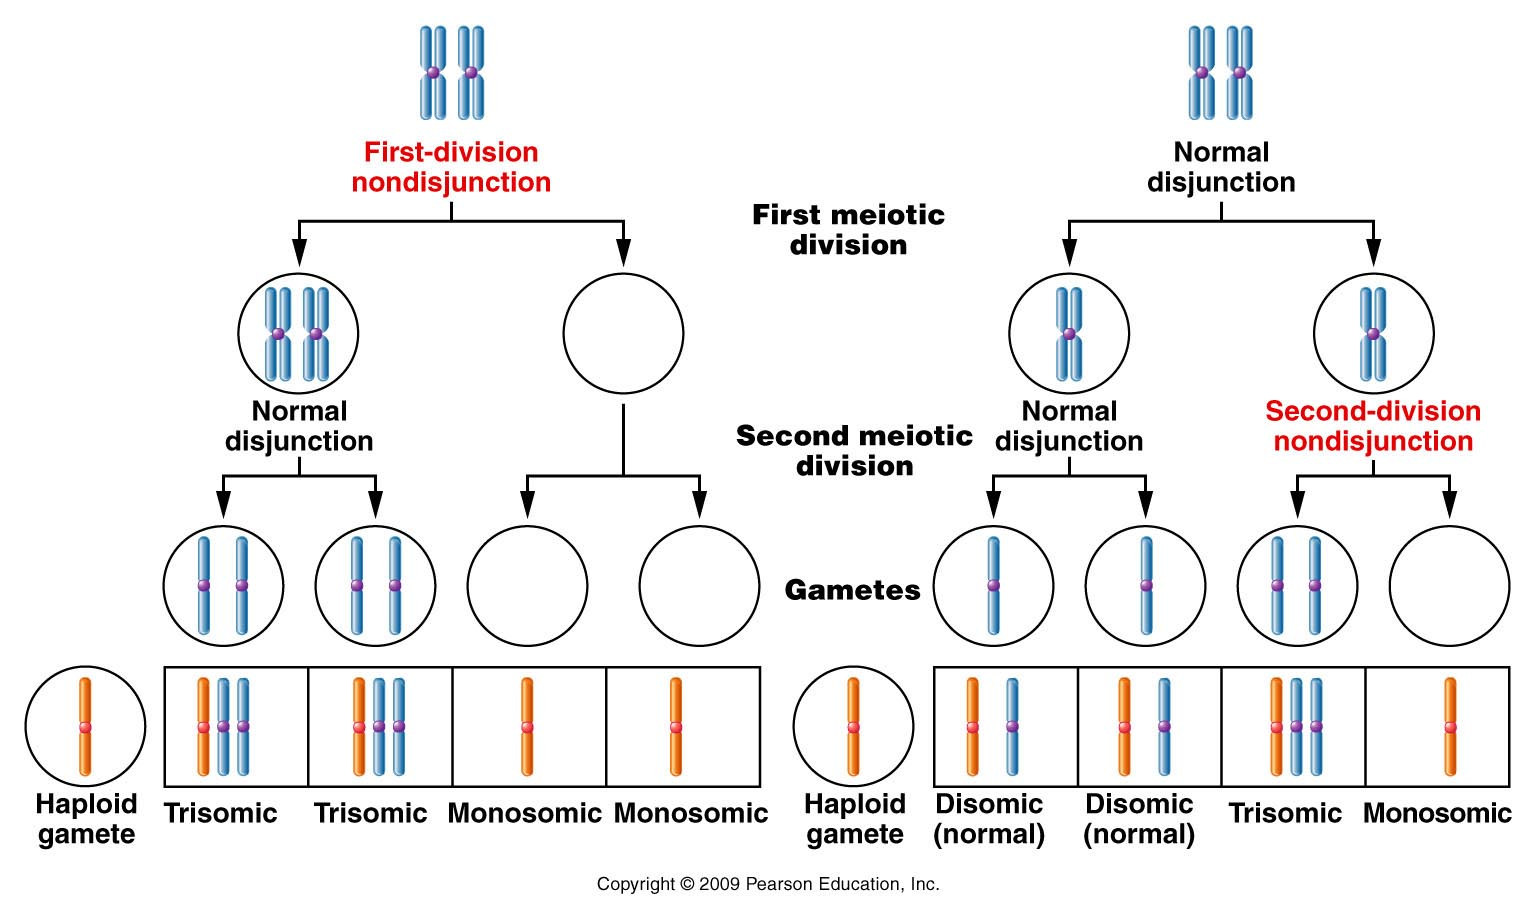 First-division
nondisjunction
Normal
disjunction
First meiotic
division
Normal
disjunction
Second meiotic
division
Normal
disjunction
Second-division
nondisjunction
Gametes
Haploid
gamete
Trisomic
Trisomic
Monosomic
Monosomic
Haploid
gamete
Disomic
(normal)
Disomic
(normal)
Trisomic
Monosomic
Copyright © 2009 Pearson Education, Inc.